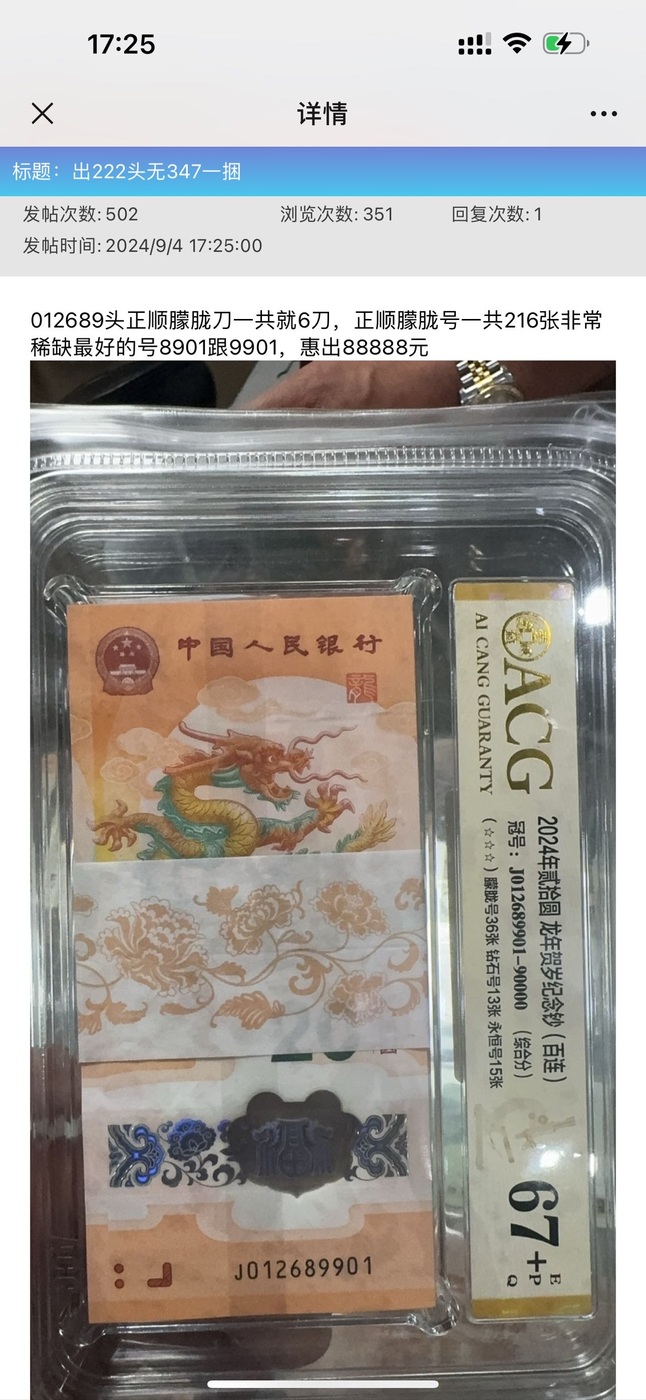 17:25
详情
标题：出222头无347一捆
发帖次数: 502
浏览次数: 351
回复次数: 1
发帖时间: 2024/9/4 17:25:00
012689头正顺朦胧刀一共就6刀，正顺朦胧号一共216张非常
稀缺最好的号8901跟9901，惠出88888元
中国人民银行
龍
20
福
J012689901
ACG
AI CANG GUARANTY
2024年贰拾圆 龙年贺岁纪念钞（百连）
冠号：J012689901-90000 （综合分）
(☆☆☆) 朦胧号36张 钻石号13张 永恒号15张
67+
E
P
Q